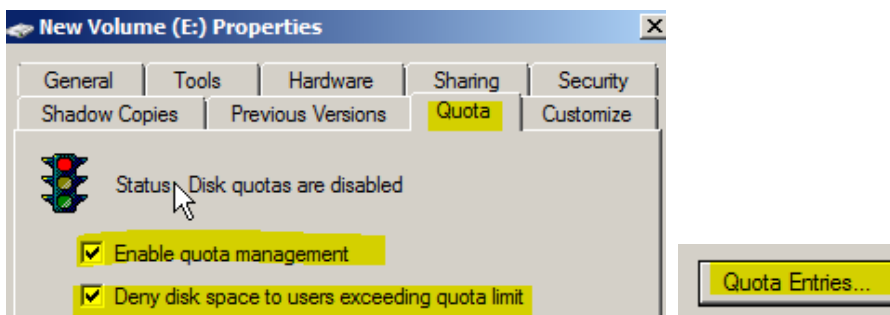 New Volume (E:) Properties
General Tools Hardware Sharing Security
Shadow Copies Previous Versions Quota Customize
Status: Disk quotas are disabled
Enable quota management
Deny disk space to users exceeding quota limit
Quota Entries...